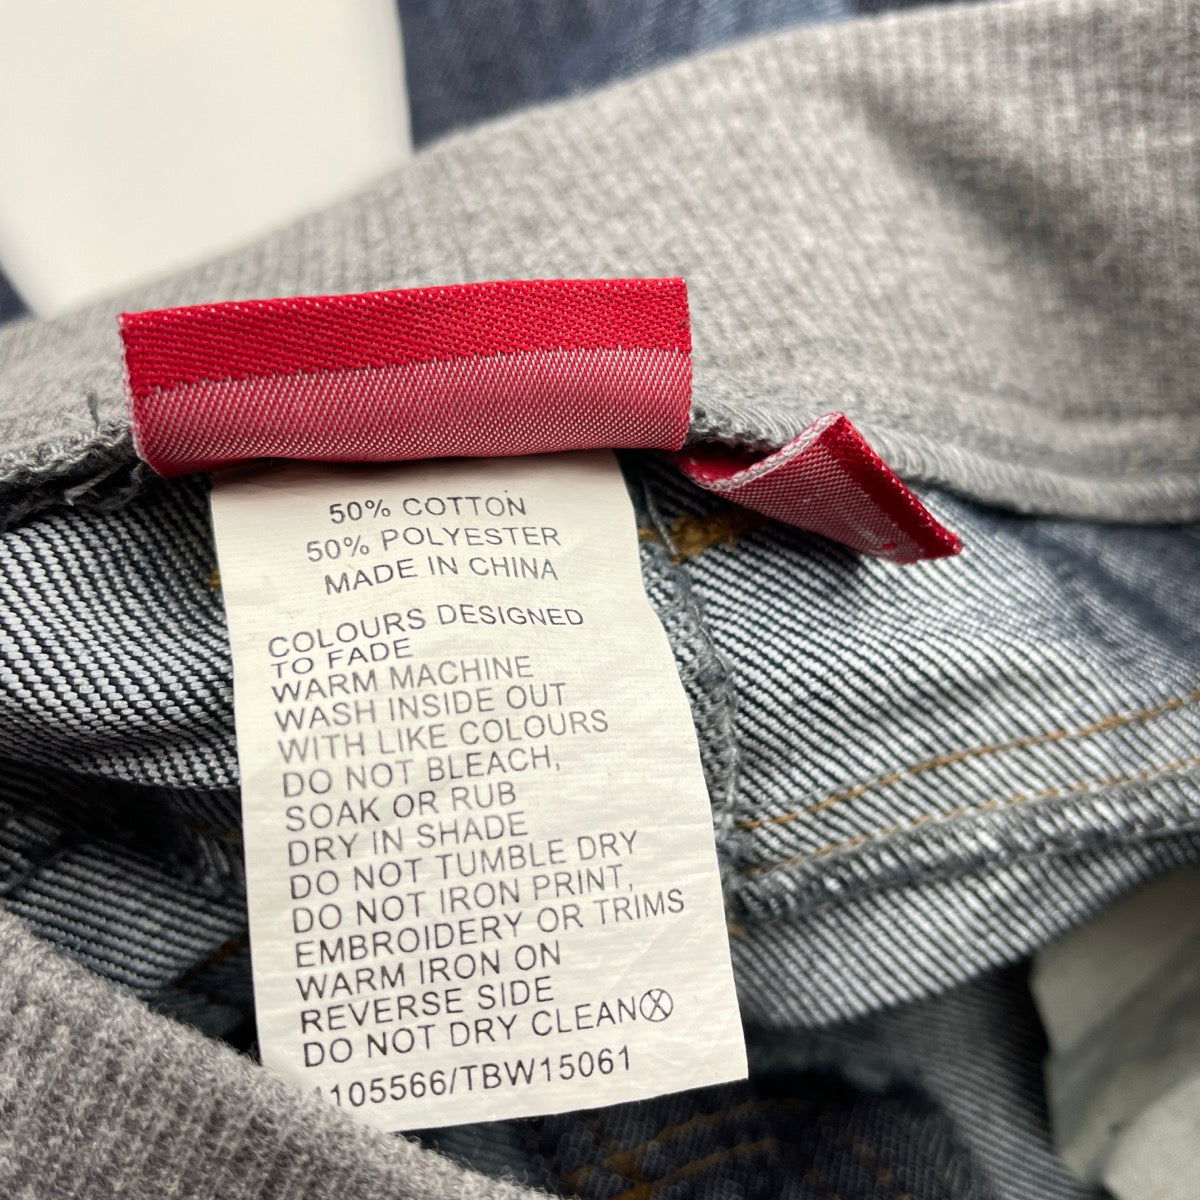 50% COTTON
50% POLYESTER
MADE IN CHINA
COLOURS DESIGNED
TO FADE
WARM MACHINE
WASH INSIDE OUT
WITH LIKE COLOURS
DO NOT BLEACH,
SOAK OR RUB
DRY IN SHADE
DO NOT TUMBLE DRY
DO NOT IRON PRINT,
EMBROIDERY OR TRIMS
WARM IRON ON
REVERSE SIDE
DO NOT DRY CLEAN
1105566/TBW15061